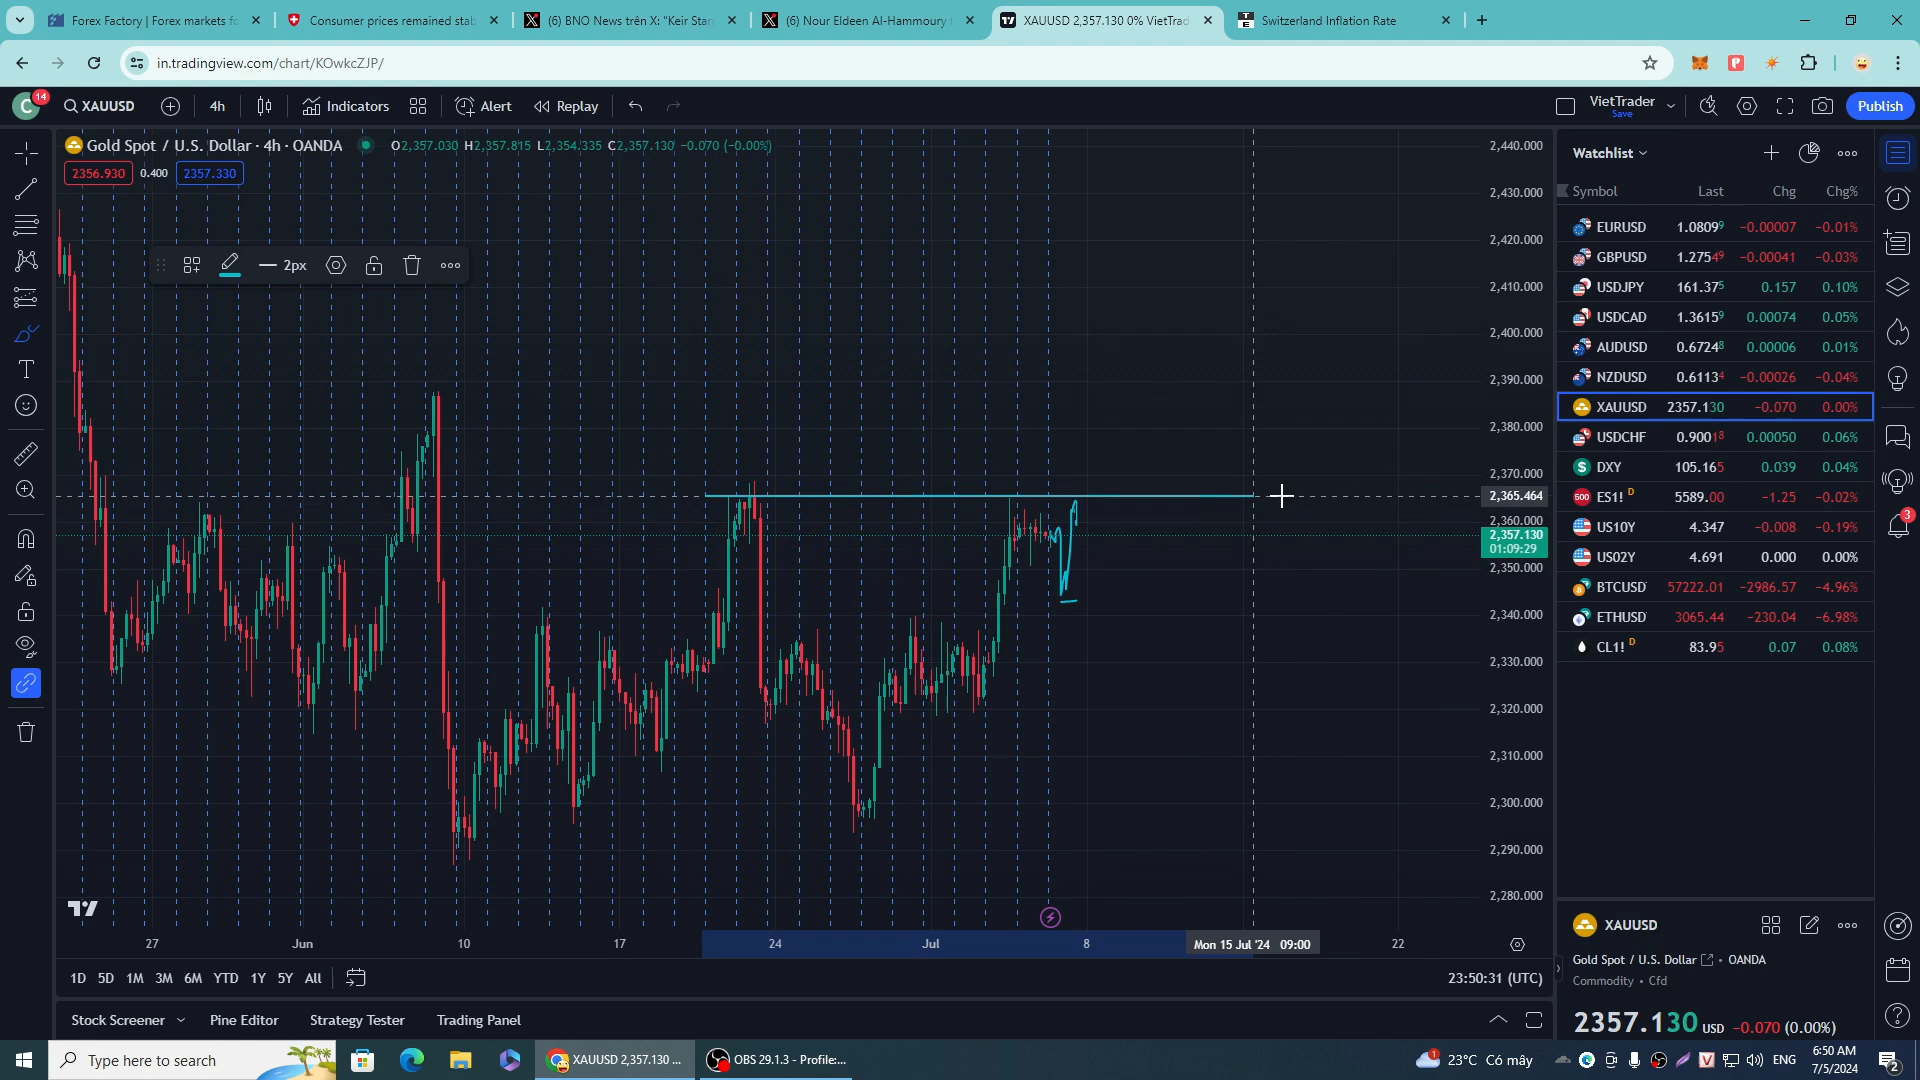 Forex Factory | Forex markets fo
Consumer prices remained stab
(6) BNO News trên X: "Keir Star
(6) Nour Eldeen Al-Hammoury t
XAUUSD 2,357.130 0% VietTrad
Switzerland Inflation Rate
in.tradingview.com/chart/KOwkcZJP/
C
14
XAUUSD
4h
Indicators
Alert
Replay
VietTrader
Save
Publish
Gold Spot / U.S. Dollar · 4h · OANDA
O2,357.030 H2,357.815 L2,354.335 C2,357.130 −0.070 (−0.00%)
2356.930
0.400
2357.330
2px
2,440.000
2,430.000
2,420.000
2,410.000
2,400.000
2,390.000
2,380.000
2,370.000
2,365.464
2,360.000
2,357.130
01:09:29
2,350.000
2,340.000
2,330.000
2,320.000
2,310.000
2,300.000
2,290.000
2,280.000
27
Jun
10
17
24
Jul
8
Mon 15 Jul '24 09:00
22
1D 5D 1M 3M 6M YTD 1Y 5Y All
23:50:31 (UTC)
Stock Screener
Pine Editor
Strategy Tester
Trading Panel
Watchlist
Symbol Last Chg Chg%
EURUSD 1.08099 −0.00007 −0.01%
GBPUSD 1.27549 −0.00041 −0.03%
USDJPY 161.375 0.157 0.10%
USDCAD 1.36159 0.00074 0.05%
AUDUSD 0.67248 0.00006 0.01%
NZDUSD 0.61134 −0.00026 −0.04%
XAUUSD 2357.130 −0.070 0.00%
USDCHF 0.90018 0.00050 0.06%
DXY 105.165 0.039 0.04%
500 ES1! D 5589.00 −1.25 −0.02%
US10Y 4.347 −0.008 −0.19%
US02Y 4.691 0.000 0.00%
BTCUSD 57222.01 −2986.57 −4.96%
ETHUSD 3065.44 −230.04 −6.98%
CL1! D 83.95 0.07 0.08%
3
XAUUSD
Gold Spot / U.S. Dollar • OANDA
Commodity • Cfd
2357.130 USD −0.070 (0.00%)
Type here to search
XAUUSD 2,357.130 ...
OBS 29.1.3 - Profile:...
1
23°C Có mây
ENG
6:50 AM
7/5/2024
2